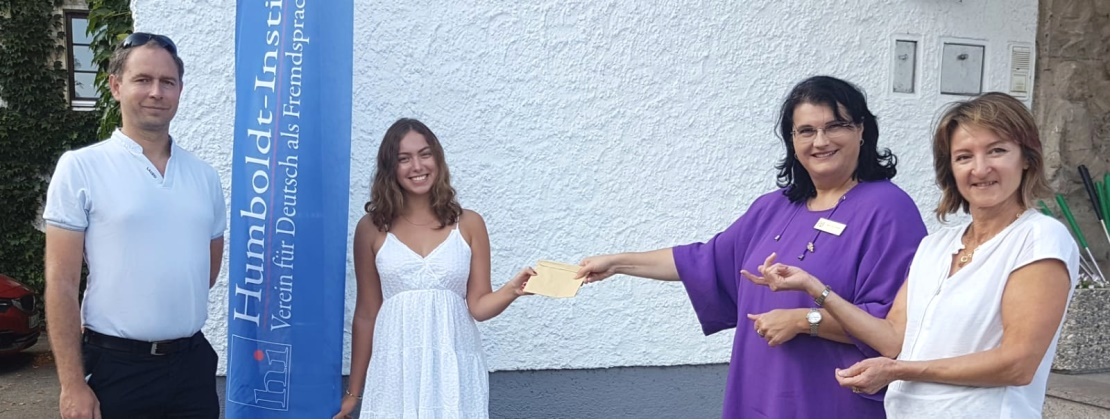 Humboldt-Insti
Verein für Deutsch als Fremdsprac
hi